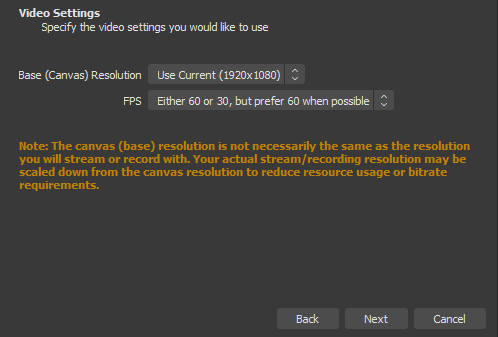 Video Settings
Specify the video settings you would like to use
Base (Canvas) Resolution Use Current (1920x1080)
FPS Either 60 or 30, but prefer 60 when possible
Note: The canvas (base) resolution is not necessarily the same as the resolution
you will stream or record with. Your actual stream/recording resolution may be
scaled down from the canvas resolution to reduce resource usage or bitrate
requirements.
Back Next Cancel